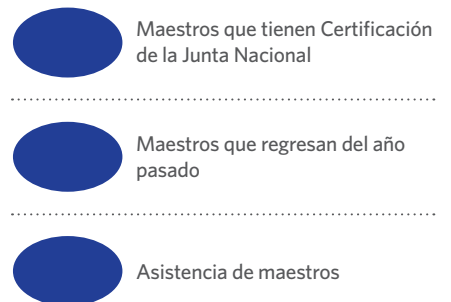 Maestros que tienen Certificación
de la Junta Nacional
Maestros que regresan del año
pasado
Asistencia de maestros